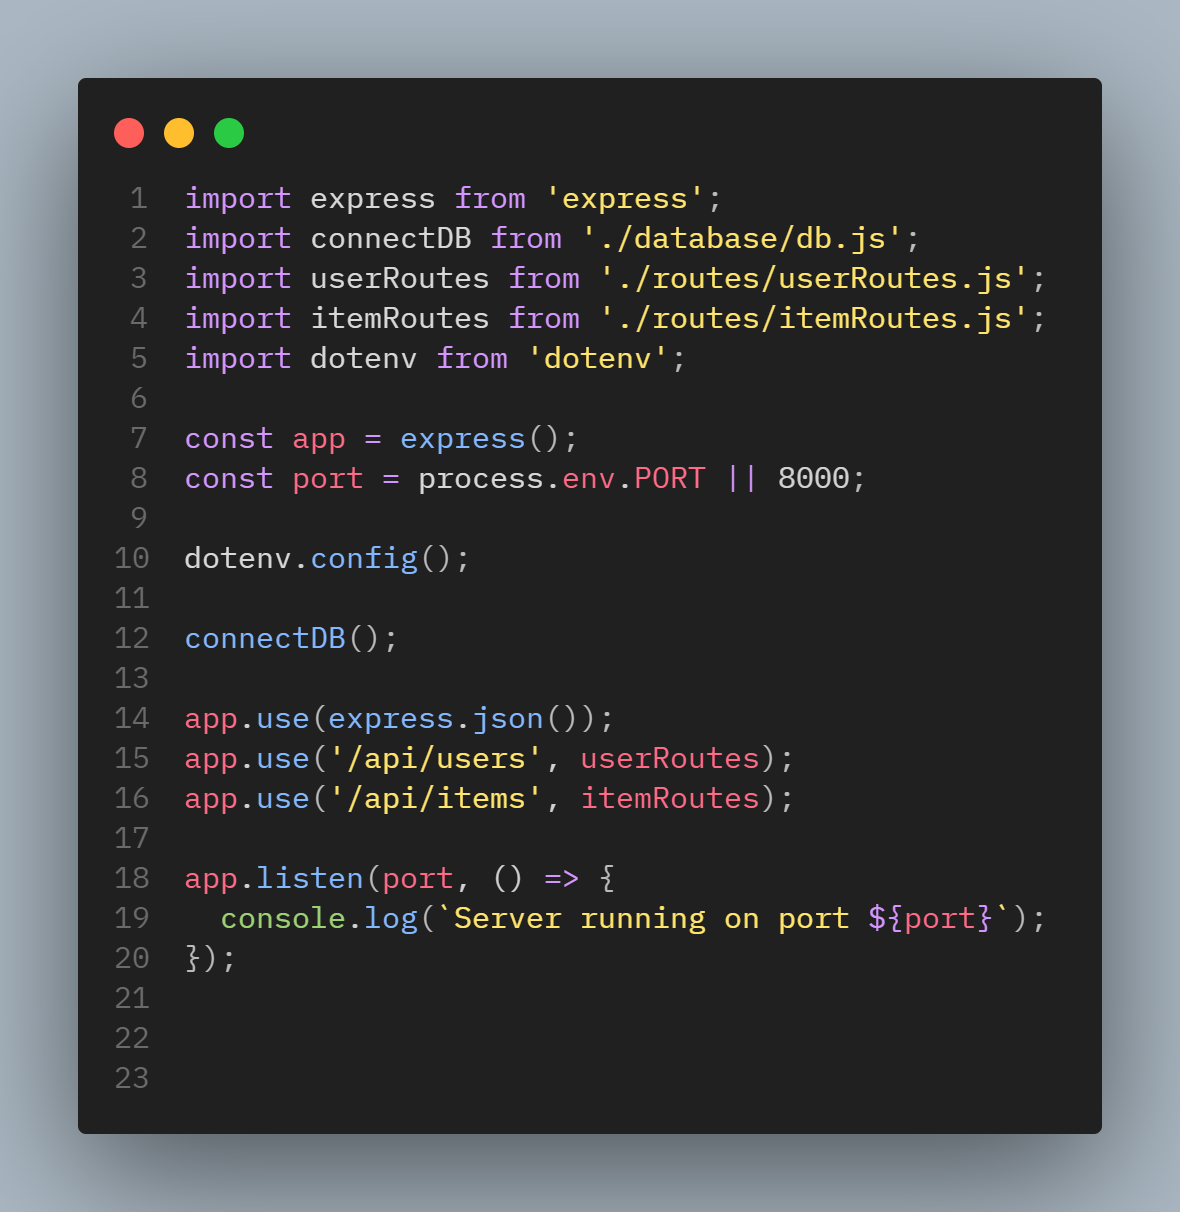 1 import express from 'express';
2 import connectDB from './database/db.js';
3 import userRoutes from './routes/userRoutes.js';
4 import itemRoutes from './routes/itemRoutes.js';
5 import dotenv from 'dotenv';
6
7 const app = express();
8 const port = process.env.PORT || 8000;
9
10 dotenv.config();
11
12 connectDB();
13
14 app.use(express.json());
15 app.use('/api/users', userRoutes);
16 app.use('/api/items', itemRoutes);
17
18 app.listen(port, () => {
19   console.log(`Server running on port ${port}`);
20 });
21
22
23